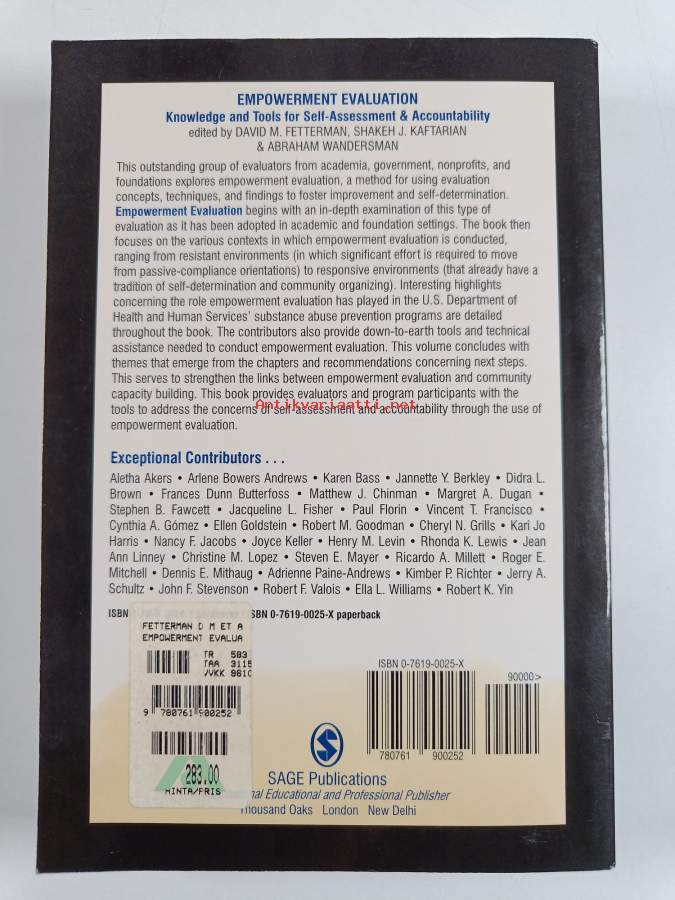 EMPOWERMENT EVALUATION
Knowledge and Tools for Self-Assessment & Accountability
edited by DAVID M. FETTERMAN, SHAKEH J. KAFTARIAN
& ABRAHAM WANDERSMAN
This outstanding group of evaluators from academia, government, nonprofits, and
foundations explores empowerment evaluation, a method for using evaluation
concepts, techniques, and findings to foster improvement and self-determination.
Empowerment Evaluation begins with an in-depth examination of this type of
evaluation as it has been adopted in academic and foundation settings. The book then
focuses on the various contexts in which empowerment evaluation is conducted,
ranging from resistant environments (in which significant effort is required to move
from passive-compliance orientations) to responsive environments (that already have a
tradition of self-determination and community organizing). Interesting highlights
concerning the role empowerment evaluation has played in the U.S. Department of
Health and Human Services' substance abuse prevention programs are detailed
throughout the book. The contributors also provide down-to-earth tools and technical
assistance needed to conduct empowerment evaluation. This volume concludes with
themes that emerge from the chapters and recommendations concerning next steps.
This serves to strengthen the links between empowerment evaluation and community
capacity building. This book provides evaluators and program participants with the
tools to address the concerns of self-assessment and accountability through the use of
Antikvariaatti.net
empowerment evaluation.
Exceptional Contributors . . .
Aletha Akers • Arlene Bowers Andrews • Karen Bass • Jannette Y. Berkley • Didra L.
Brown • Frances Dunn Butterfoss • Matthew J. Chinman • Margret A. Dugan •
Stephen B. Fawcett • Jacqueline L. Fisher • Paul Florin • Vincent T. Francisco •
Cynthia A. Gómez • Ellen Goldstein • Robert M. Goodman • Cheryl N. Grills • Kari Jo
Harris • Nancy F. Jacobs • Joyce Keller • Henry M. Levin • Rhonda K. Lewis • Jean
Ann Linney • Christine M. Lopez • Steven E. Mayer • Ricardo A. Millett • Roger E.
Mitchell • Dennis E. Mithaug • Adrienne Paine-Andrews • Kimber P. Richter • Jerry A.
Schultz • John F. Stevenson • Robert F. Valois • Ella L. Williams • Robert K. Yin
ISBN ISBN 0-7619-0025-X paperback
FETTERMAN D M ET A
EMPOWERMENT EVALUA
TR 583
TAA 3115
/VKK 9610
9 780761 900252
283.00
HINTA/FRIS
ISBN 0-7619-0025-X
90000>
780761 900252
S
SAGE Publications
nal Educational and Professional Publisher
Thousand Oaks London New Delhi